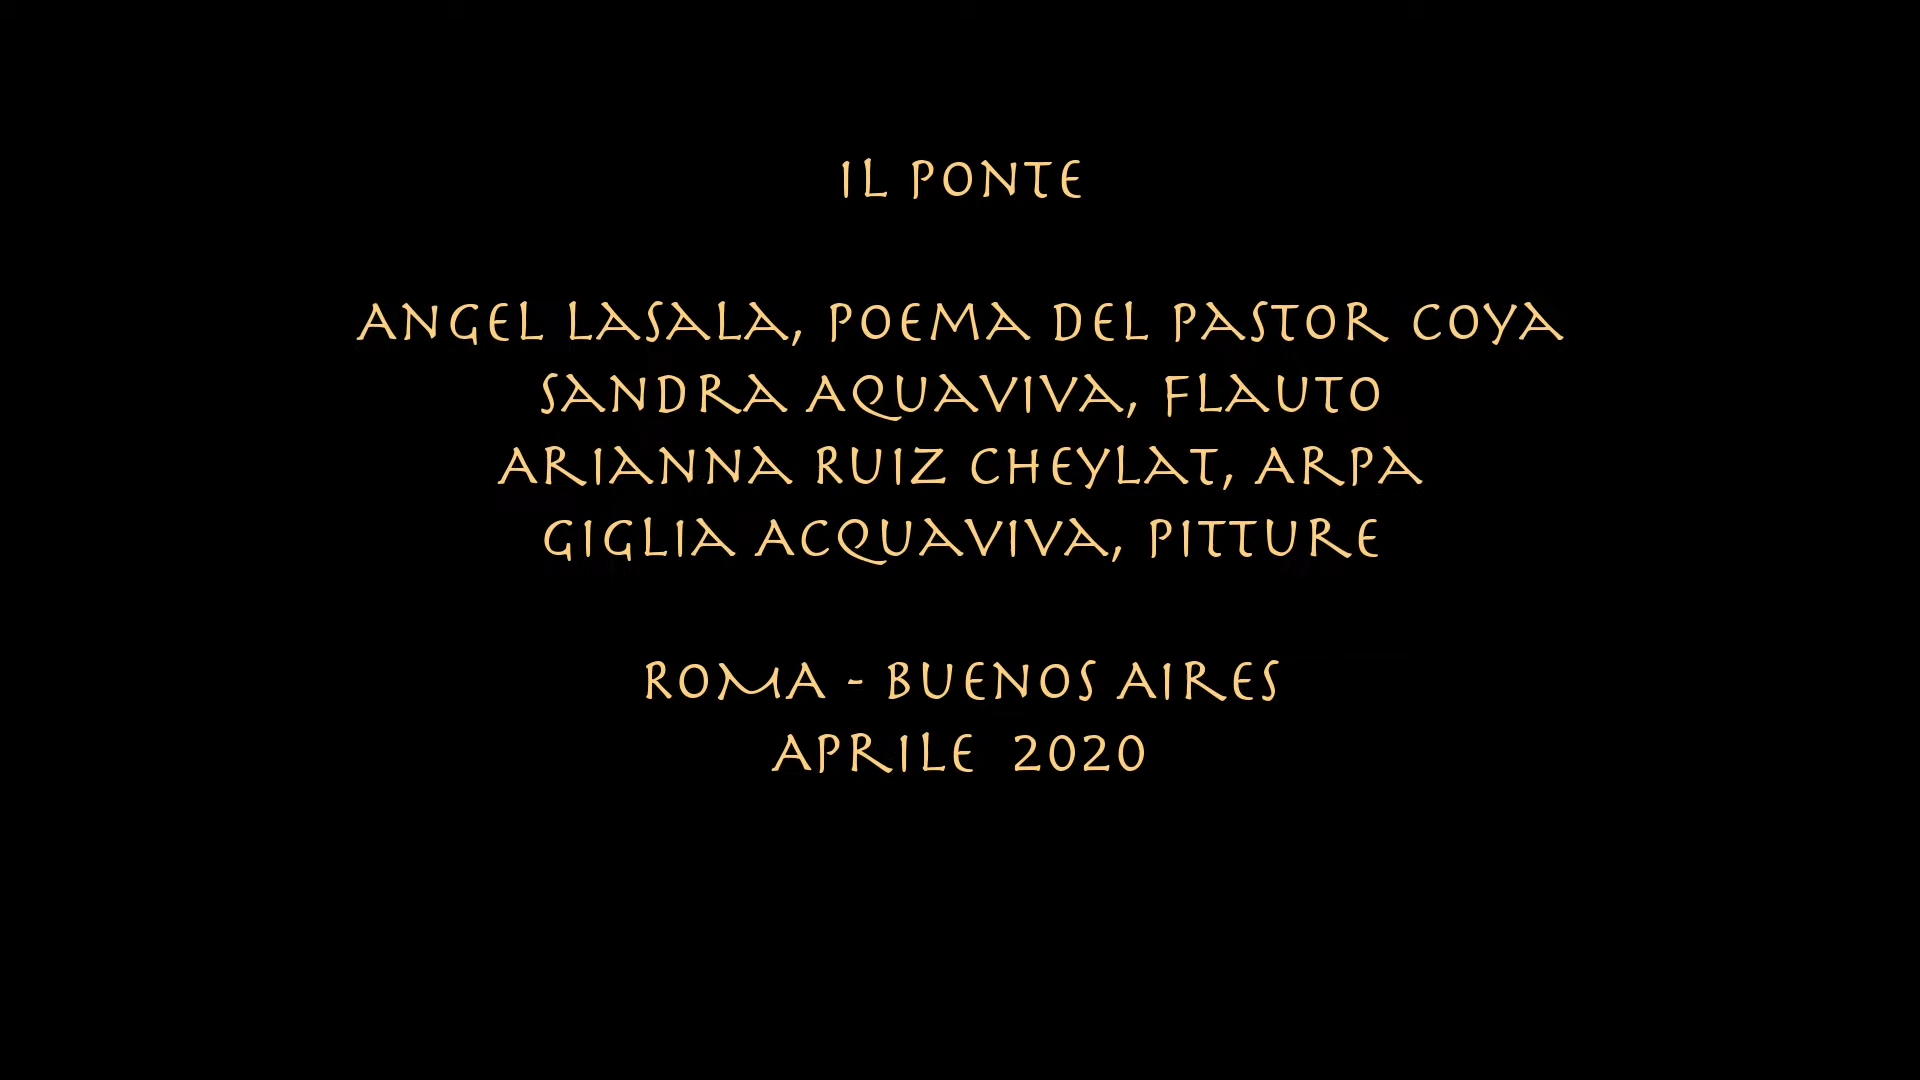 IL PONTE
ANGEL LASALA, POEMA DEL PASTOR COYA
SANDRA AQUAVIVA, FLAUTO
ARIANNA RUIZ CHEYLAT, ARPA
GIGLIA ACQUAVIVA, PITTURE
ROMA - BUENOS AIRES
APRILE 2020